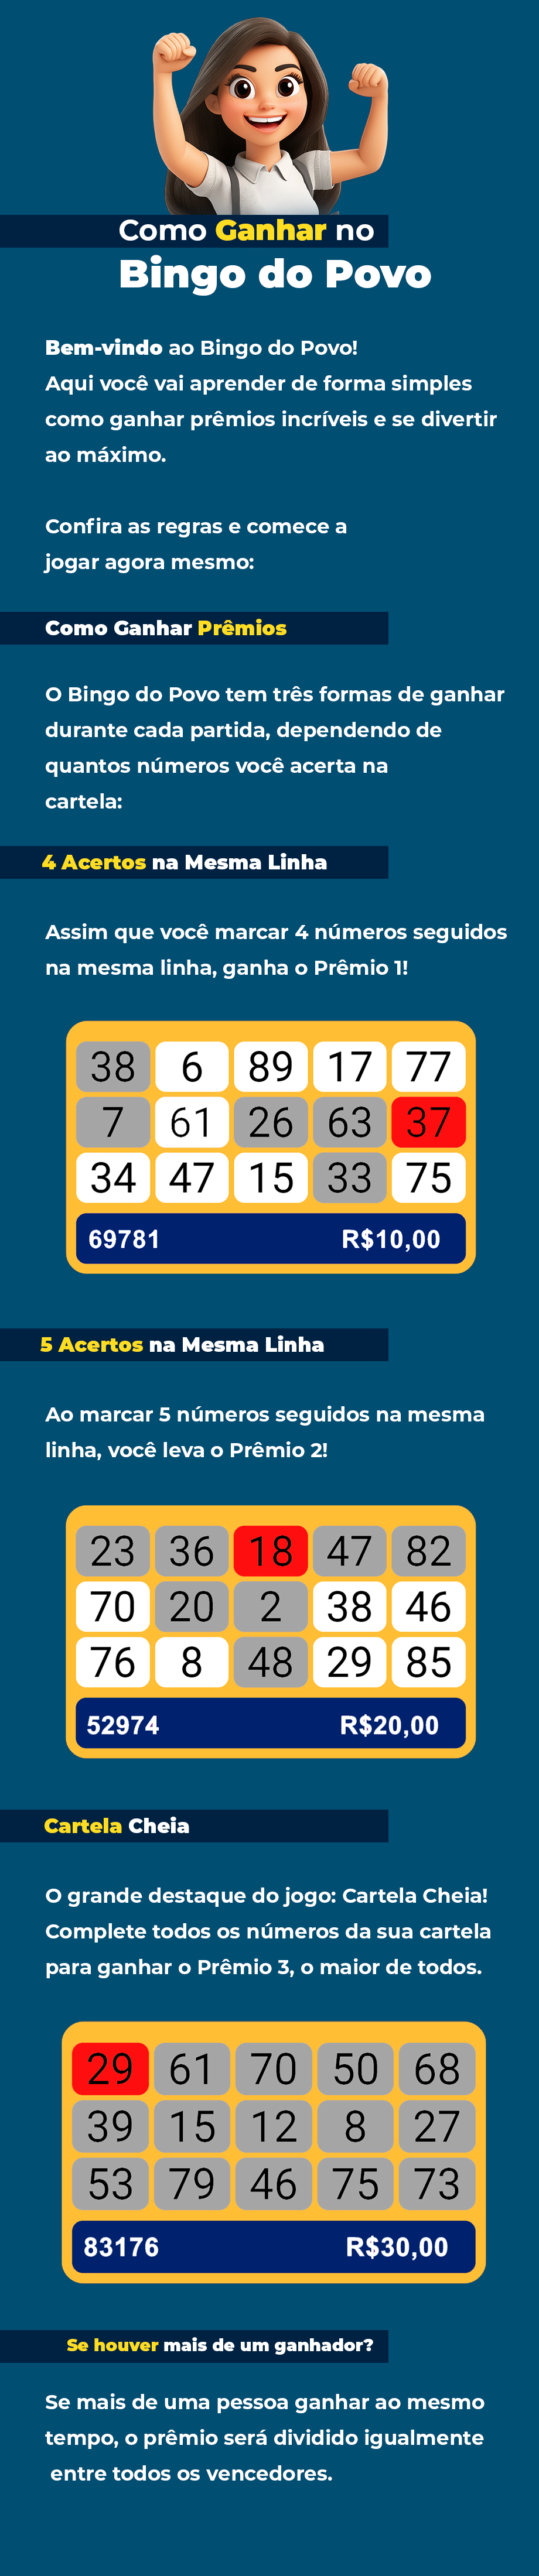 Como Ganhar no
Bingo do Povo
Bem-vindo ao Bingo do Povo!
Aqui você vai aprender de forma simples
como ganhar prêmios incríveis e se divertir
ao máximo.
Confira as regras e comece a
jogar agora mesmo:
Como Ganhar Prêmios
O Bingo do Povo tem três formas de ganhar
durante cada partida, dependendo de
quantos números você acerta na
cartela:
4 Acertos na Mesma Linha
Assim que você marcar 4 números seguidos
na mesma linha, ganha o Prêmio 1!
38 6 89 17 77
7 61 26 63 37
34 47 15 33 75
69781 R$10,00
5 Acertos na Mesma Linha
Ao marcar 5 números seguidos na mesma
linha, você leva o Prêmio 2!
23 36 18 47 82
70 20 2 38 46
76 8 48 29 85
52974 R$20,00
Cartela Cheia
O grande destaque do jogo: Cartela Cheia!
Complete todos os números da sua cartela
para ganhar o Prêmio 3, o maior de todos.
29 61 70 50 68
39 15 12 8 27
53 79 46 75 73
83176 R$30,00
Se houver mais de um ganhador?
Se mais de uma pessoa ganhar ao mesmo
tempo, o prêmio será dividido igualmente
entre todos os vencedores.